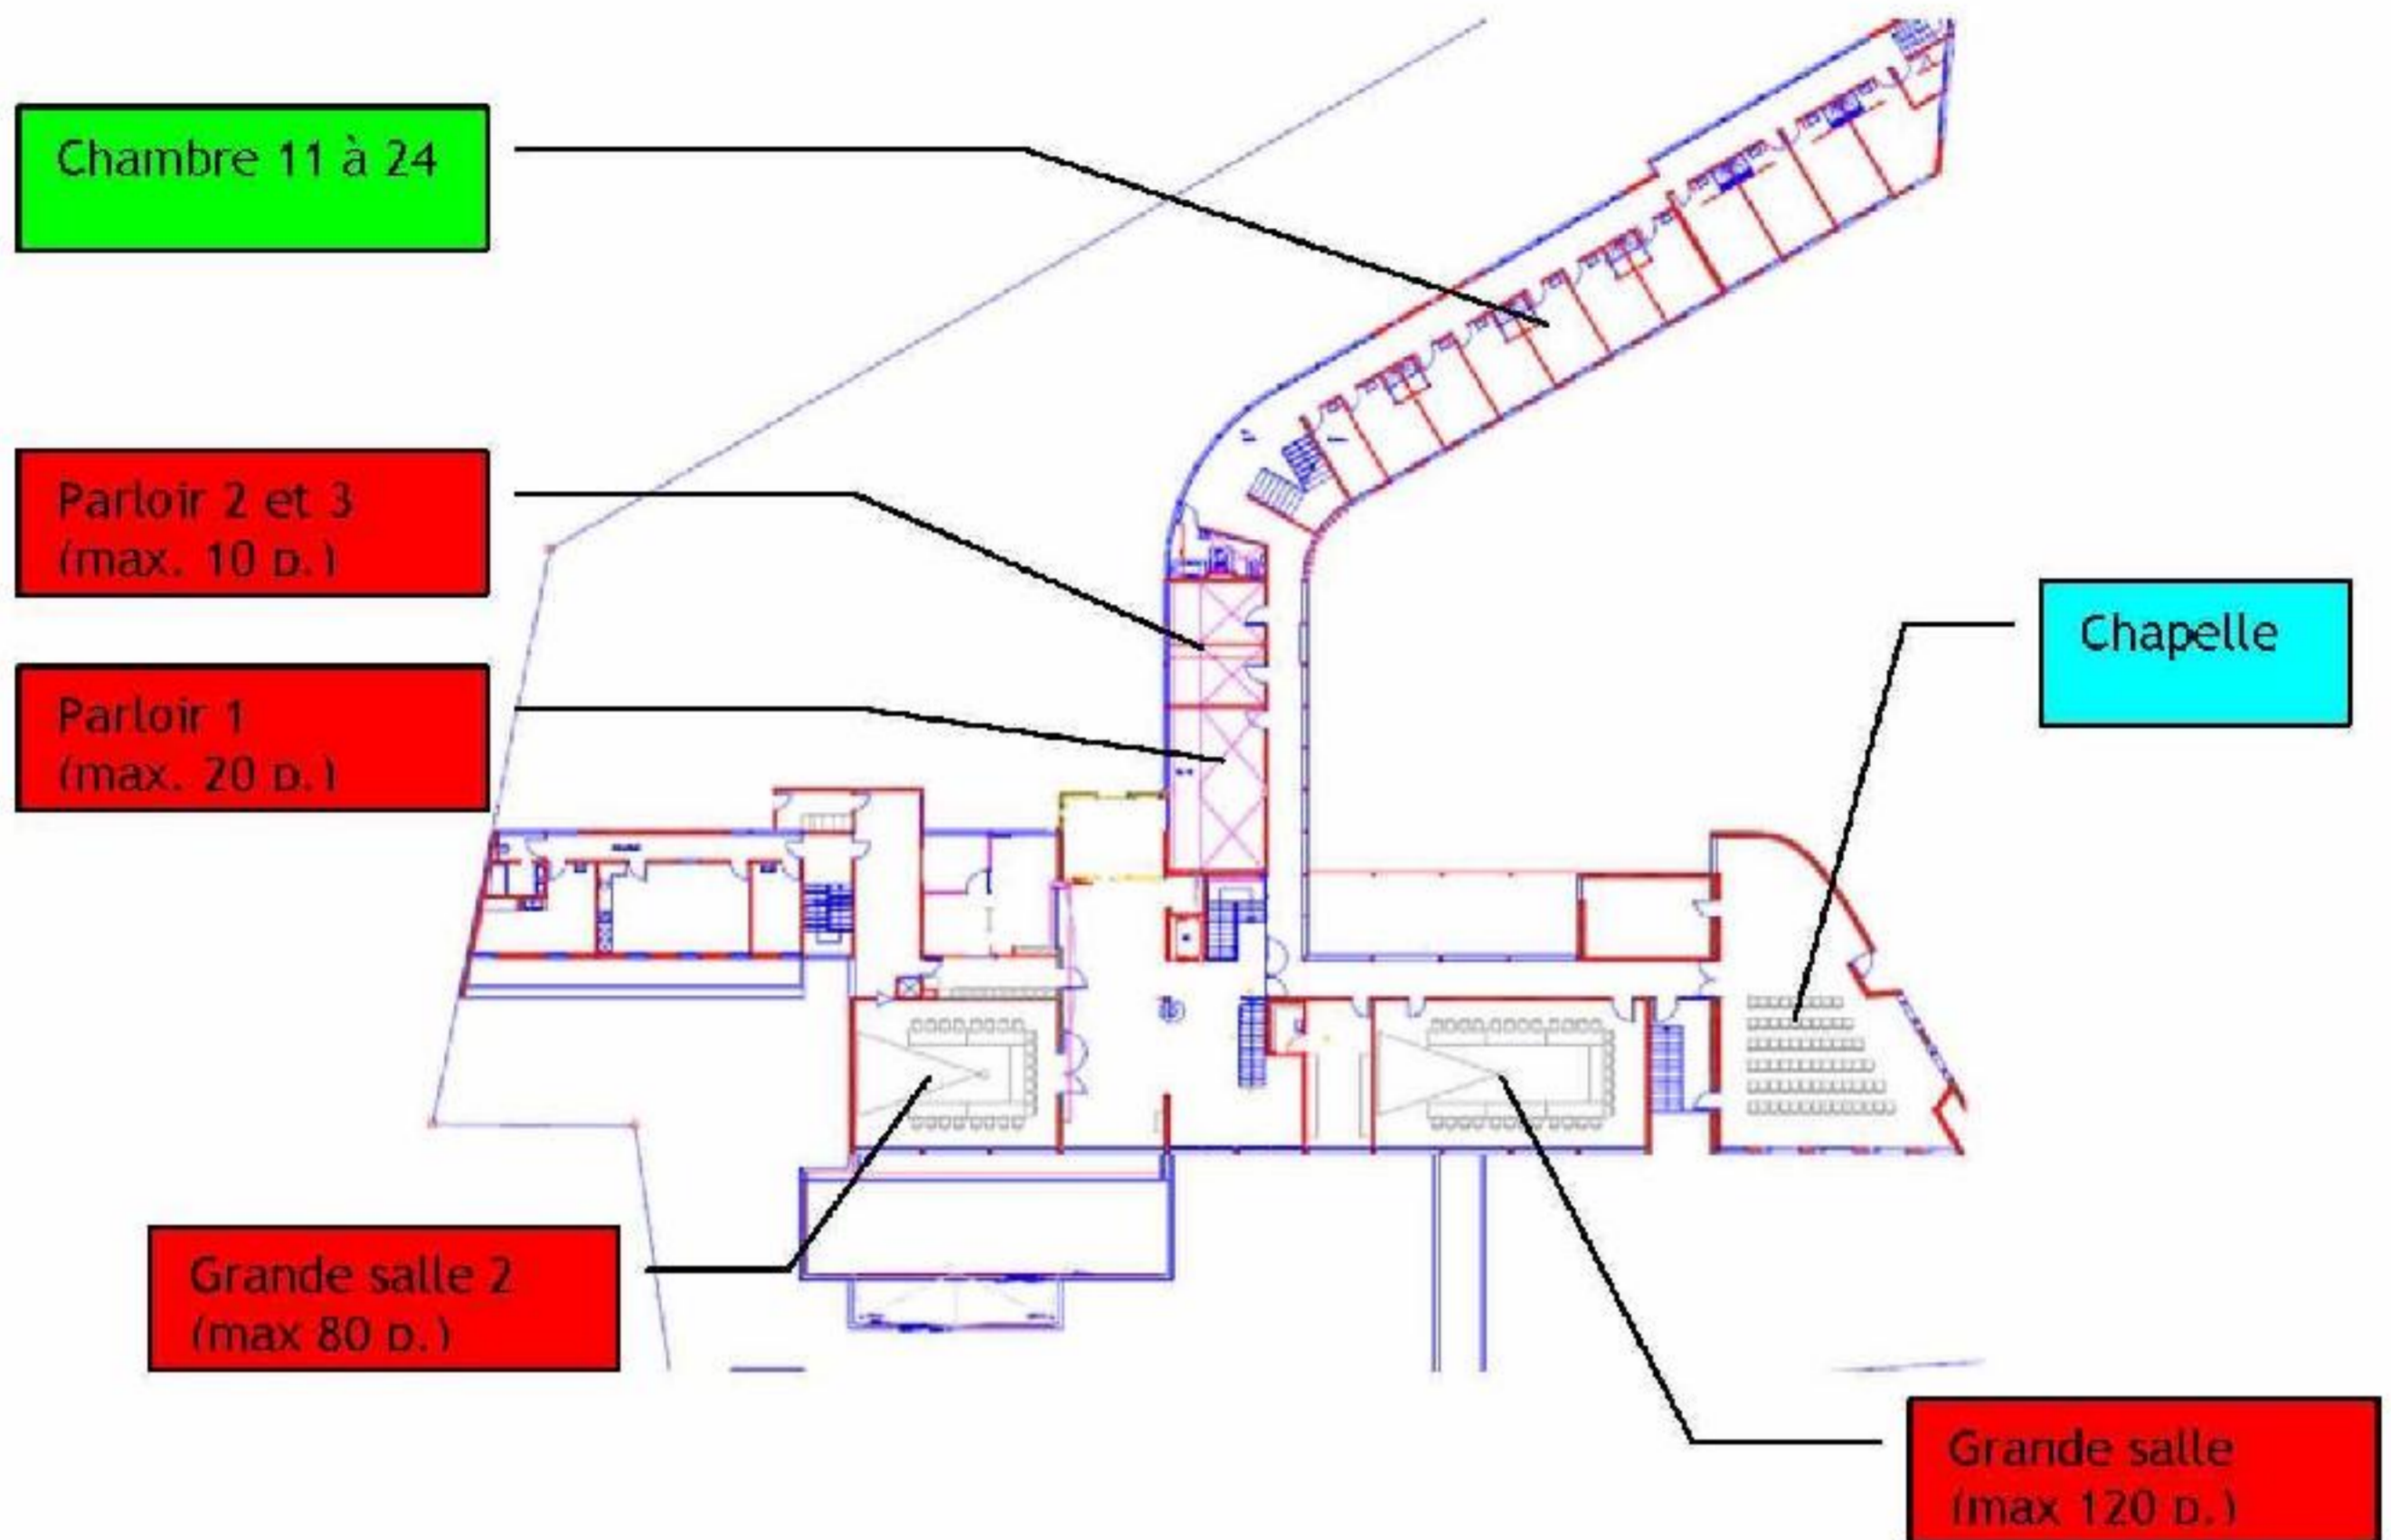 Chambre 11 à 24
Parloir 2 et 3
(max. 10 p.)
Parloir 1
(max. 20 p.)
Chapelle
Grande salle 2
(max 80 p.)
Grande salle
(max 120 p.)